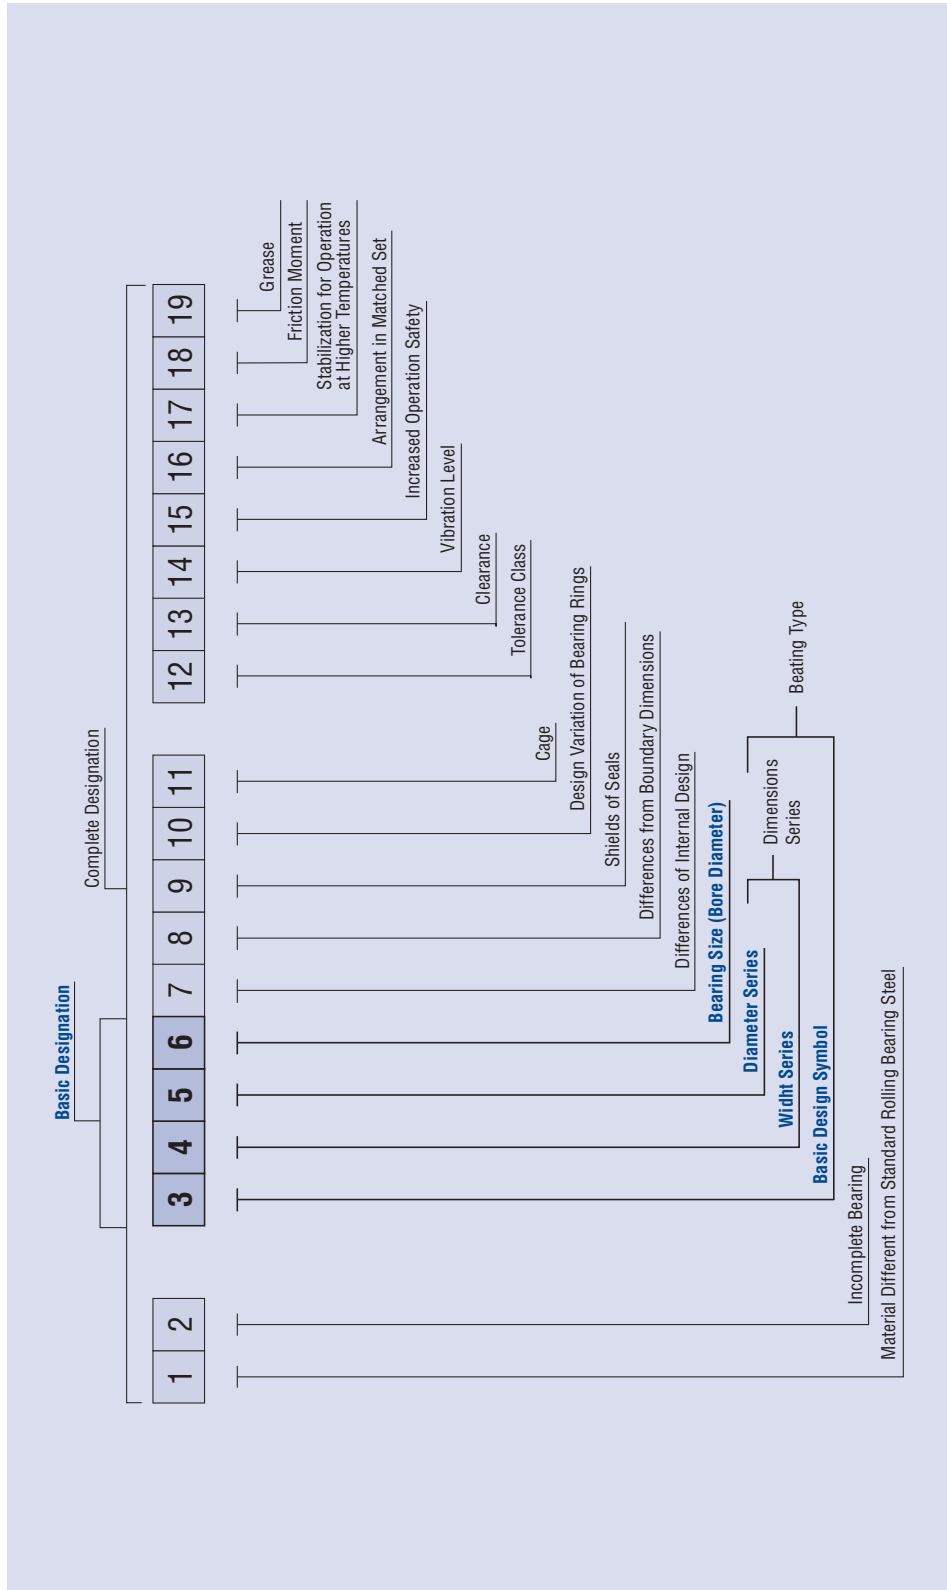 Basic Designation
Complete Designation
1 2 3 4 5 6 7 8 9 10 11 12 13 14 15 16 17 18 19
Grease
Friction Moment
Stabilization for Operation
at Higher Temperatures
Arrangement in Matched Set
Increased Operation Safety
Vibration Level
Clearance
Tolerance Class
Cage
Design Variation of Bearing Rings
Shields of Seals
Differences from Boundary Dimensions
Differences of Internal Design
Bearing Size (Bore Diameter)
Diameter Series
Dimensions
Series
Widht Series
Beating Type
Basic Design Symbol
Incomplete Bearing
Material Different from Standard Rolling Bearing Steel